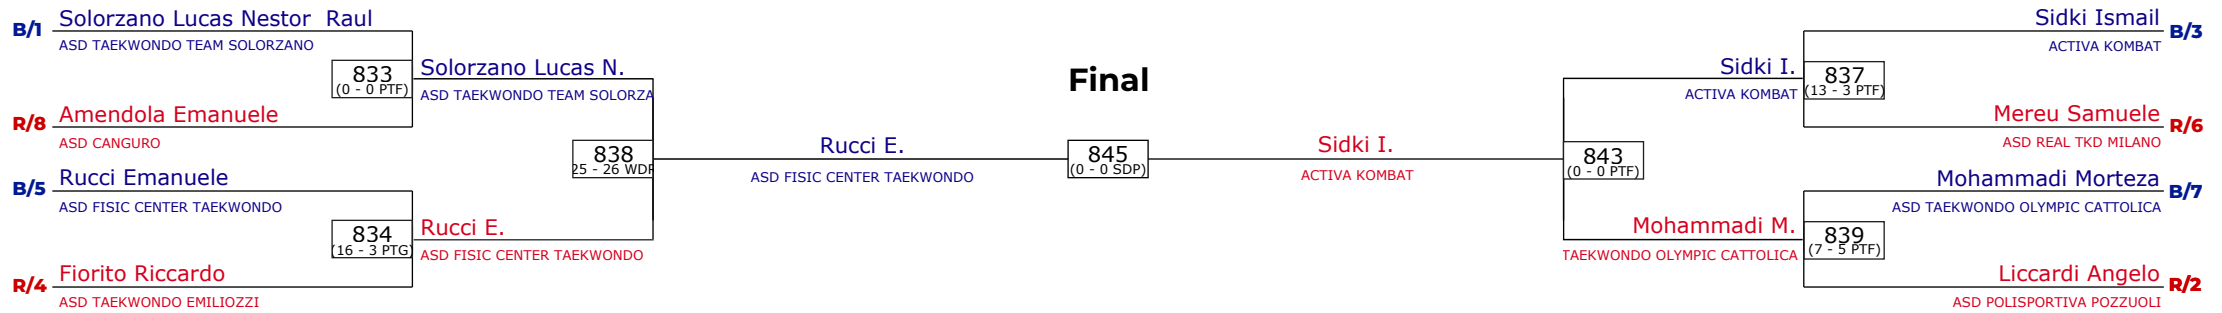 B/1 Solorzano Lucas Nestor  Raul
ASD TAEKWONDO TEAM SOLORZANO
833
(0 - 0 PTF)
R/8 Amendola Emanuele
ASD CANGURO
Solorzano Lucas N.
ASD TAEKWONDO TEAM SOLORZA
838
25 - 26 WDR
B/5 Rucci Emanuele
ASD FISIC CENTER TAEKWONDO
834
(16 - 3 PTG)
R/4 Fiorito Riccardo
ASD TAEKWONDO EMILIOZZI
Rucci E.
ASD FISIC CENTER TAEKWONDO
Rucci E.
ASD FISIC CENTER TAEKWONDO
Final
845
(0 - 0 SDP)
Sidki I.
ACTIVA KOMBAT
Sidki I.
ACTIVA KOMBAT
843
(0 - 0 PTF)
Mohammadi M.
TAEKWONDO OLYMPIC CATTOLICA
Sidki Ismail B/3
ACTIVA KOMBAT
837
(13 - 3 PTF)
Mereu Samuele R/6
ASD REAL TKD MILANO
Mohammadi Morteza B/7
ASD TAEKWONDO OLYMPIC CATTOLICA
839
(7 - 5 PTF)
Liccardi Angelo R/2
ASD POLISPORTIVA POZZUOLI